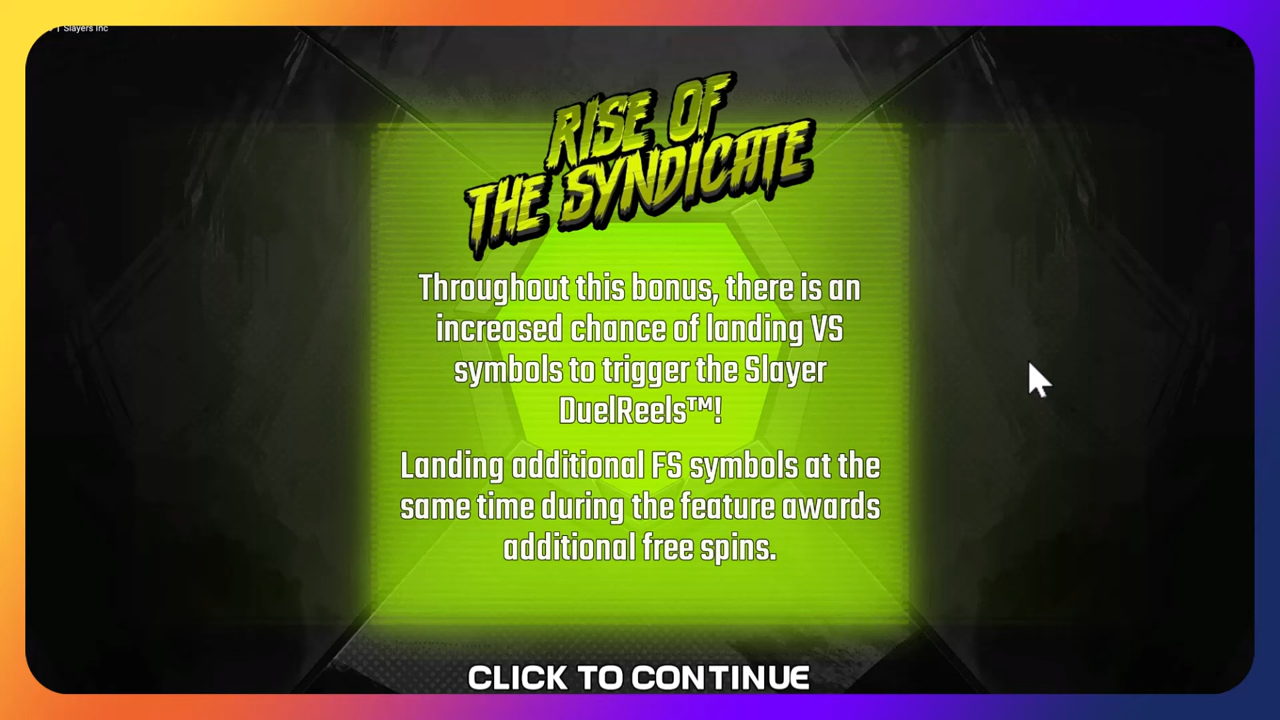 | Slayers Inc
RISE OF
THE SYNDICATE
Throughout this bonus, there is an
increased chance of landing VS
symbols to trigger the Slayer
DuelReels™!
Landing additional FS symbols at the
same time during the feature awards
additional free spins.
CLICK TO CONTINUE